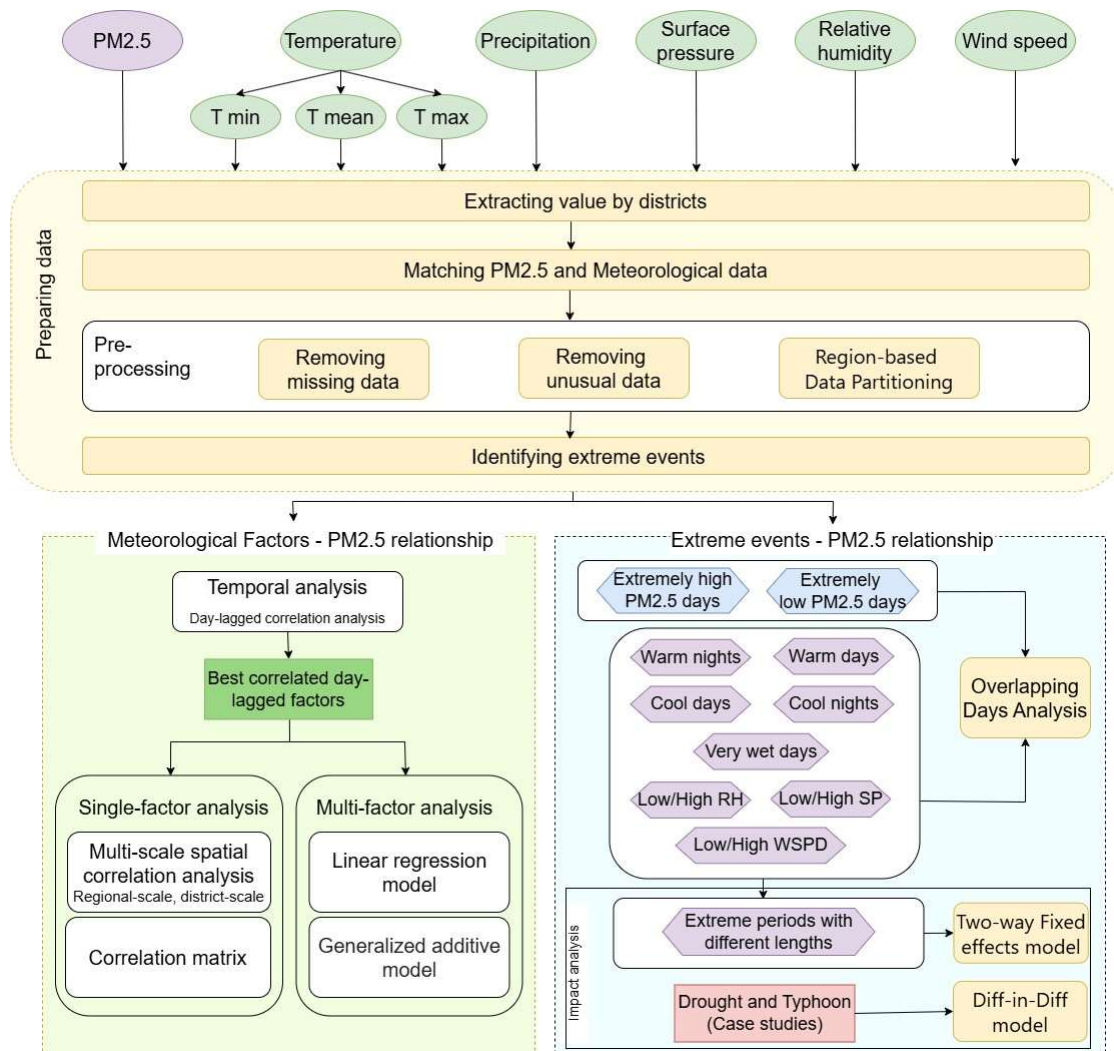 PM2.5
Temperature
Precipitation
Surface
pressure
Relative
humidity
Wind speed
T min
T mean
T max
Preparing data
Extracting value by districts
Matching PM2.5 and Meteorological data
Pre-
processing
Removing
missing data
Removing
unusual data
Region-based
Data Partitioning
Identifying extreme events
Meteorological Factors - PM2.5 relationship
Temporal analysis
Day-lagged correlation analysis
Best correlated day-
lagged factors
Single-factor analysis
Multi-scale spatial
correlation analysis
Regional-scale, district-scale
Correlation matrix
Multi-factor analysis
Linear regression
model
Generalized additive
model
Extreme events - PM2.5 relationship
Extremely high
PM2.5 days
Extremely
low PM2.5 days
Warm nights
Warm days
Cool days
Cool nights
Very wet days
Low/High RH
Low/High SP
Low/High WSPD
Overlapping
Days Analysis
Impact analysis
Extreme periods with
different lengths
Two-way Fixed
effects model
Drought and Typhoon
(Case studies)
Diff-in-Diff
model